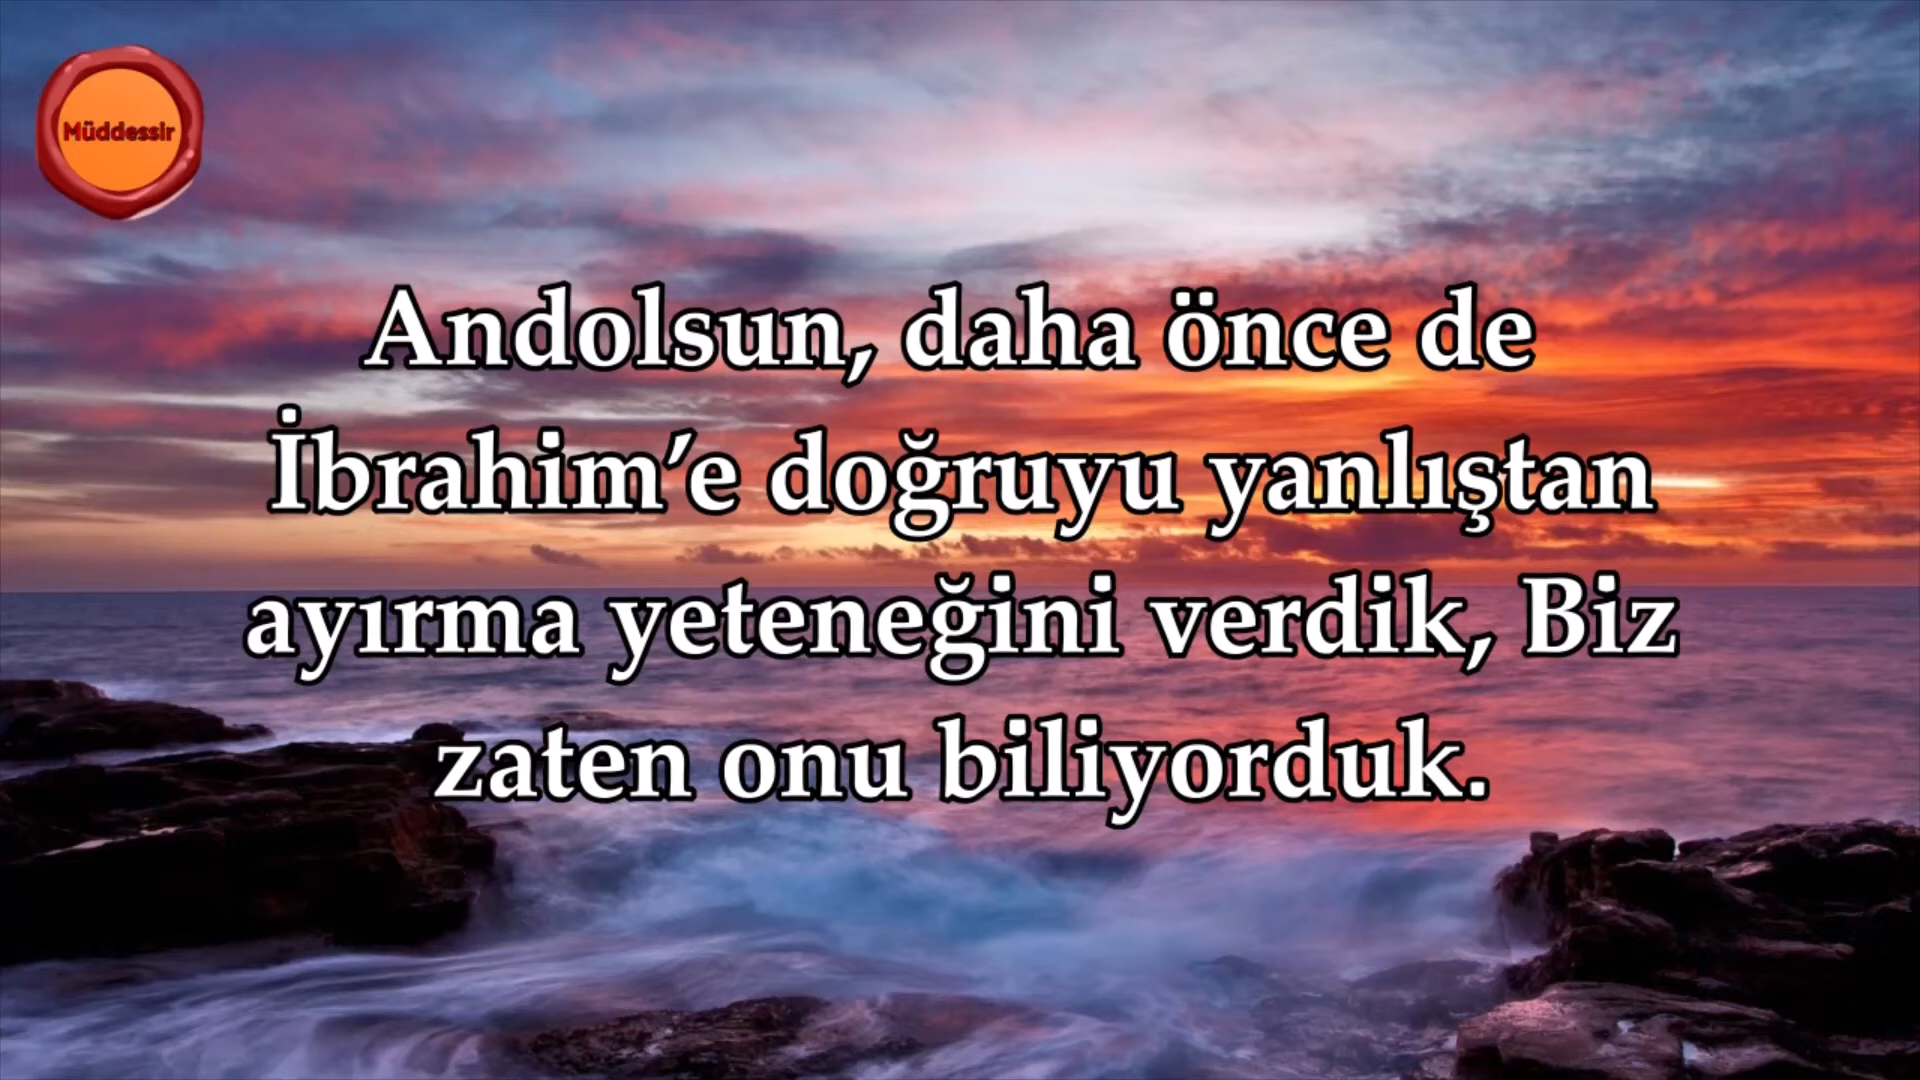 Müddessir
Andolsun, daha önce de
İbrahim’e doğruyu yanlıştan
ayırma yeteneğini verdik, Biz
zaten onu biliyorduk.